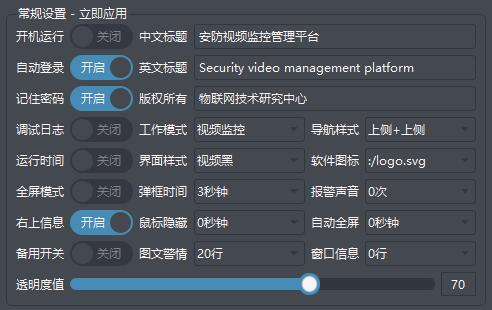 常规设置 - 立即应用
开机运行 关闭 中文标题 安防视频监控管理平台
自动登录 开启 英文标题 Security video management platform
记住密码 开启 版权所有 物联网技术研究中心
调试日志 关闭 工作模式 视频监控 导航样式 上侧+上侧
运行时间 关闭 界面样式 视频黑 软件图标 :/logo.svg
全屏模式 关闭 弹框时间 3秒钟 报警声音 0次
右上信息 开启 鼠标隐藏 0秒钟 自动全屏 0秒钟
备用开关 关闭 图文警情 20行 窗口信息 0行
透明度值 70